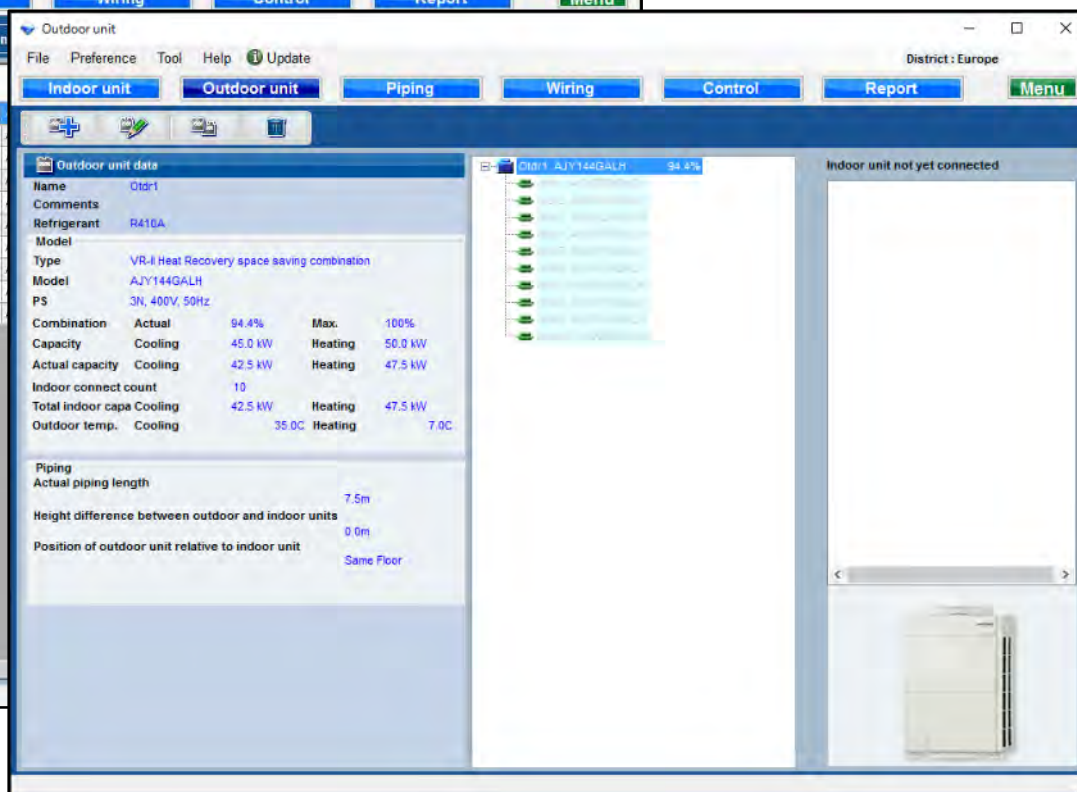 Wiring Control Report Menu
Outdoor unit
File Preference Tool Help Update District : Europe
Indoor unit Outdoor unit Piping Wiring Control Report Menu
Outdoor unit data
Name Otdr1
Comments
Refrigerant R410A
Model
Type VR-II Heat Recovery space saving combination
Model AJY144GALH
PS 3N, 400V, 50Hz
Combination Actual 94.4% Max. 100%
Capacity Cooling 45.0 kW Heating 50.0 kW
Actual capacity Cooling 42.5 kW Heating 47.5 kW
Indoor connect count 10
Total indoor capa Cooling 42.5 kW Heating 47.5 kW
Outdoor temp. Cooling 35.0C Heating 7.0C
Piping
Actual piping length
7.5m
Height difference between outdoor and indoor units
0.0m
Position of outdoor unit relative to indoor unit
Same Floor
Otdr1 AJY144GALH 94.4%
Indoor unit not yet connected